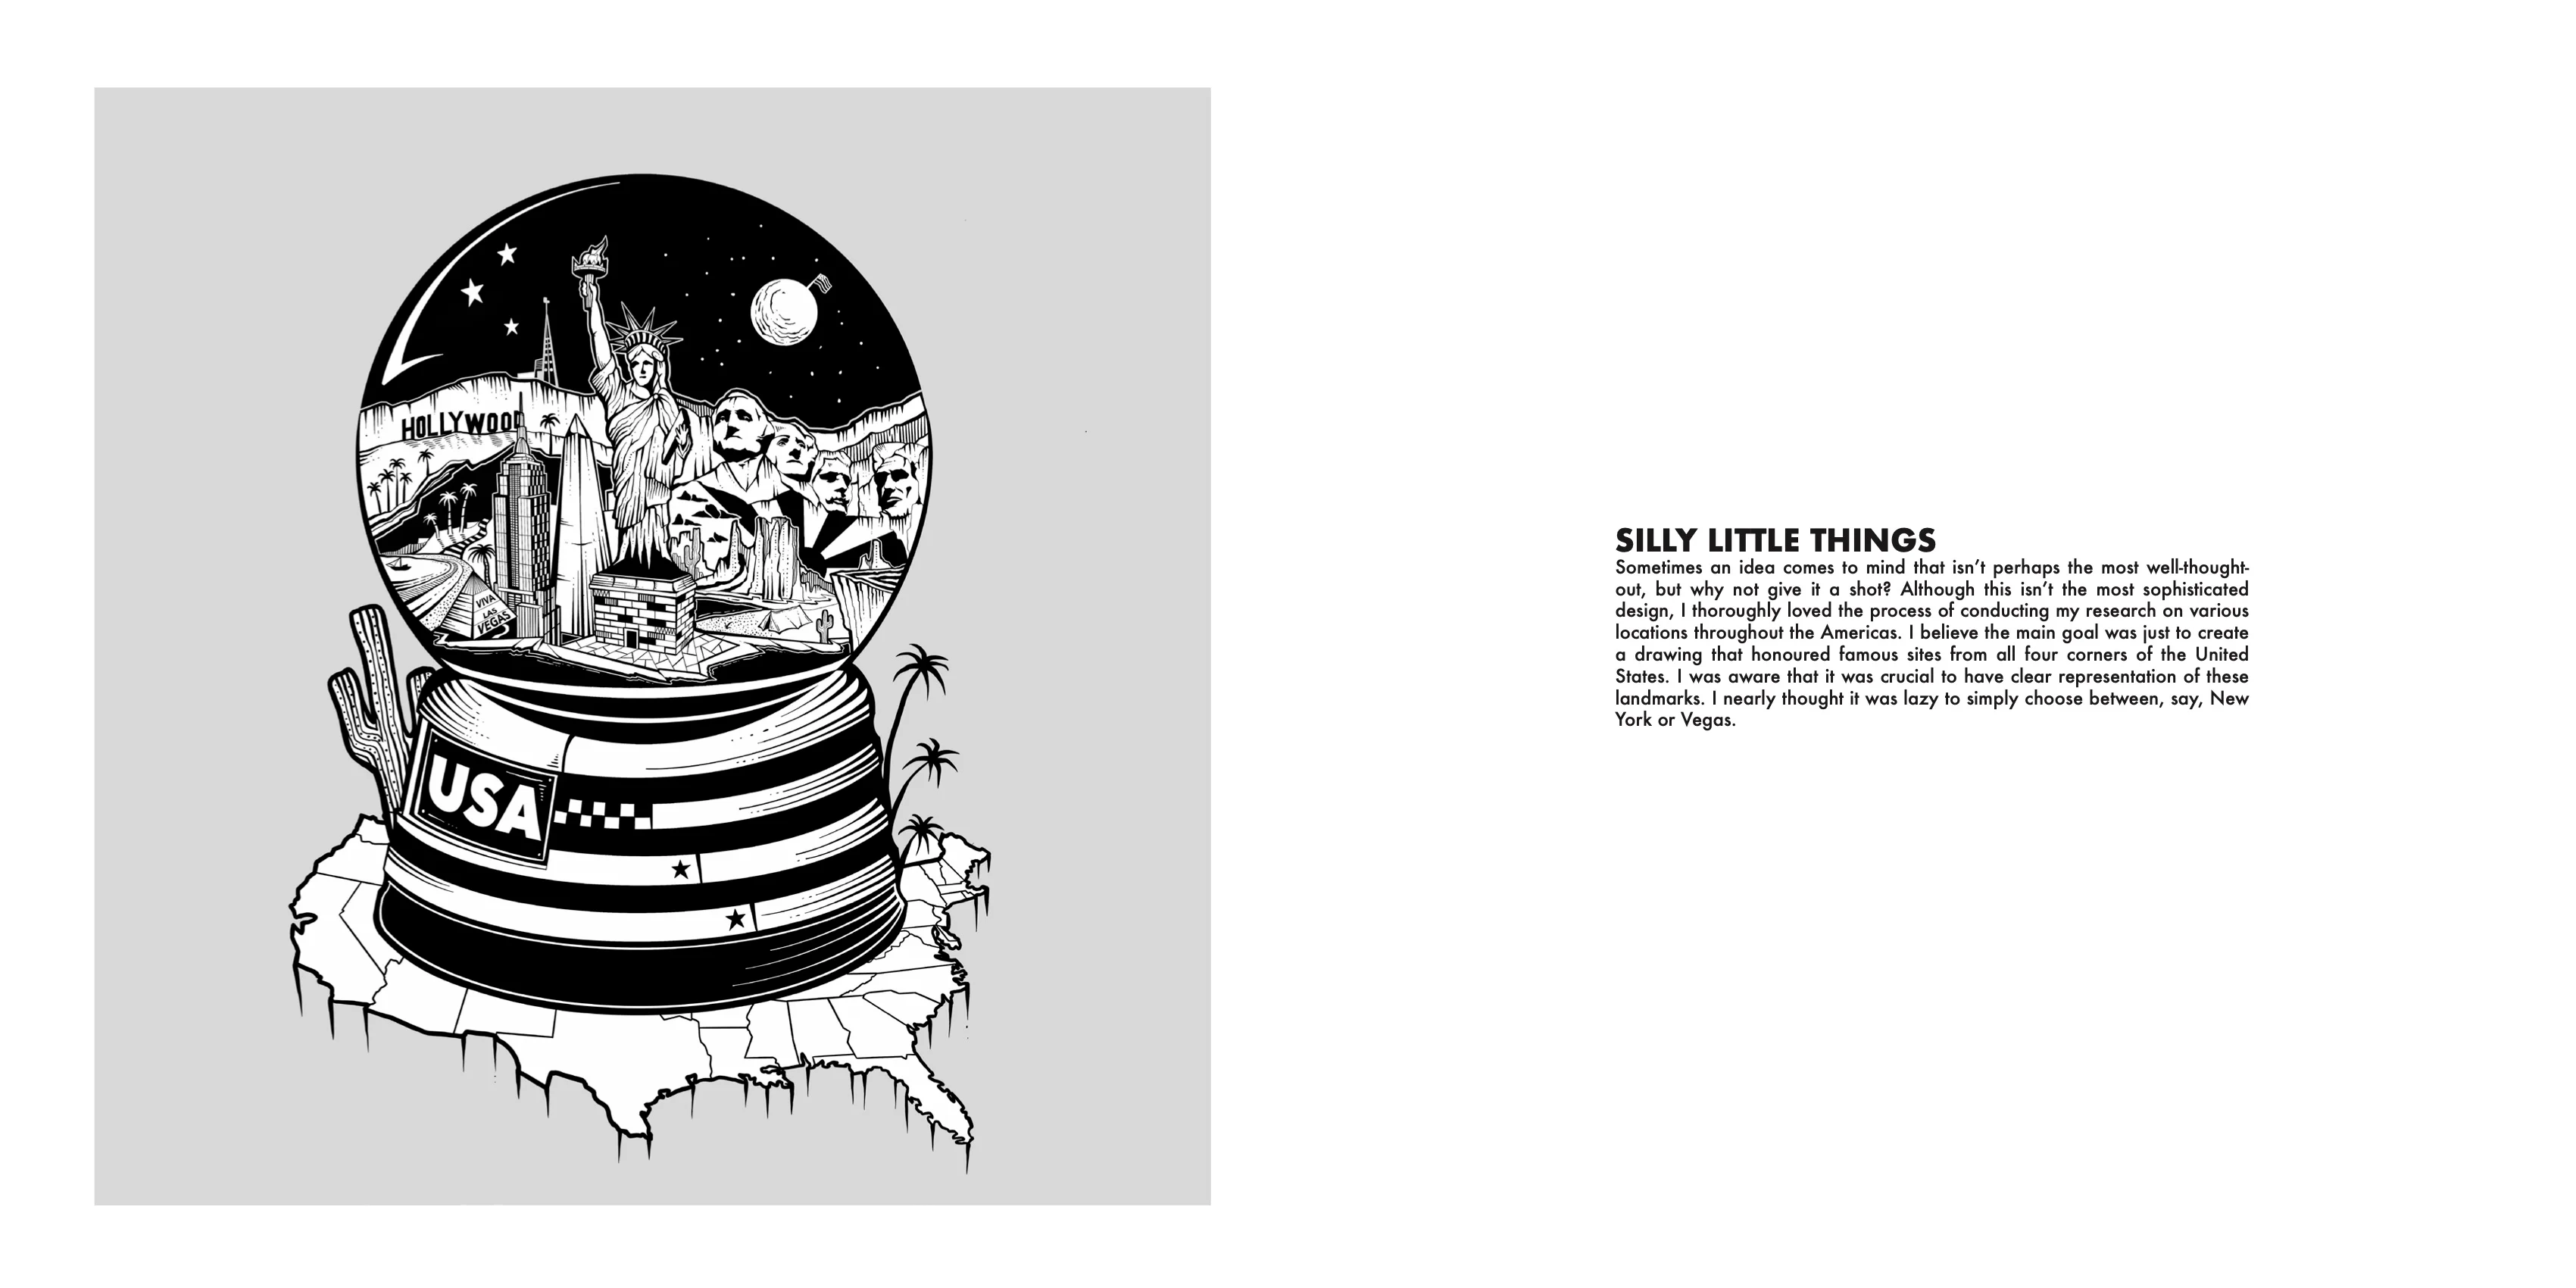 HOLLYWOOD
VIVA
LAS
VEGAS
USA
SILLY LITTLE THINGS
Sometimes an idea comes to mind that isn’t perhaps the most well-thought-
out, but why not give it a shot? Although this isn’t the most sophisticated
design, I thoroughly loved the process of conducting my research on various
locations throughout the Americas. I believe the main goal was just to create
a drawing that honoured famous sites from all four corners of the United
States. I was aware that it was crucial to have clear representation of these
landmarks. I nearly thought it was lazy to simply choose between, say, New
York or Vegas.